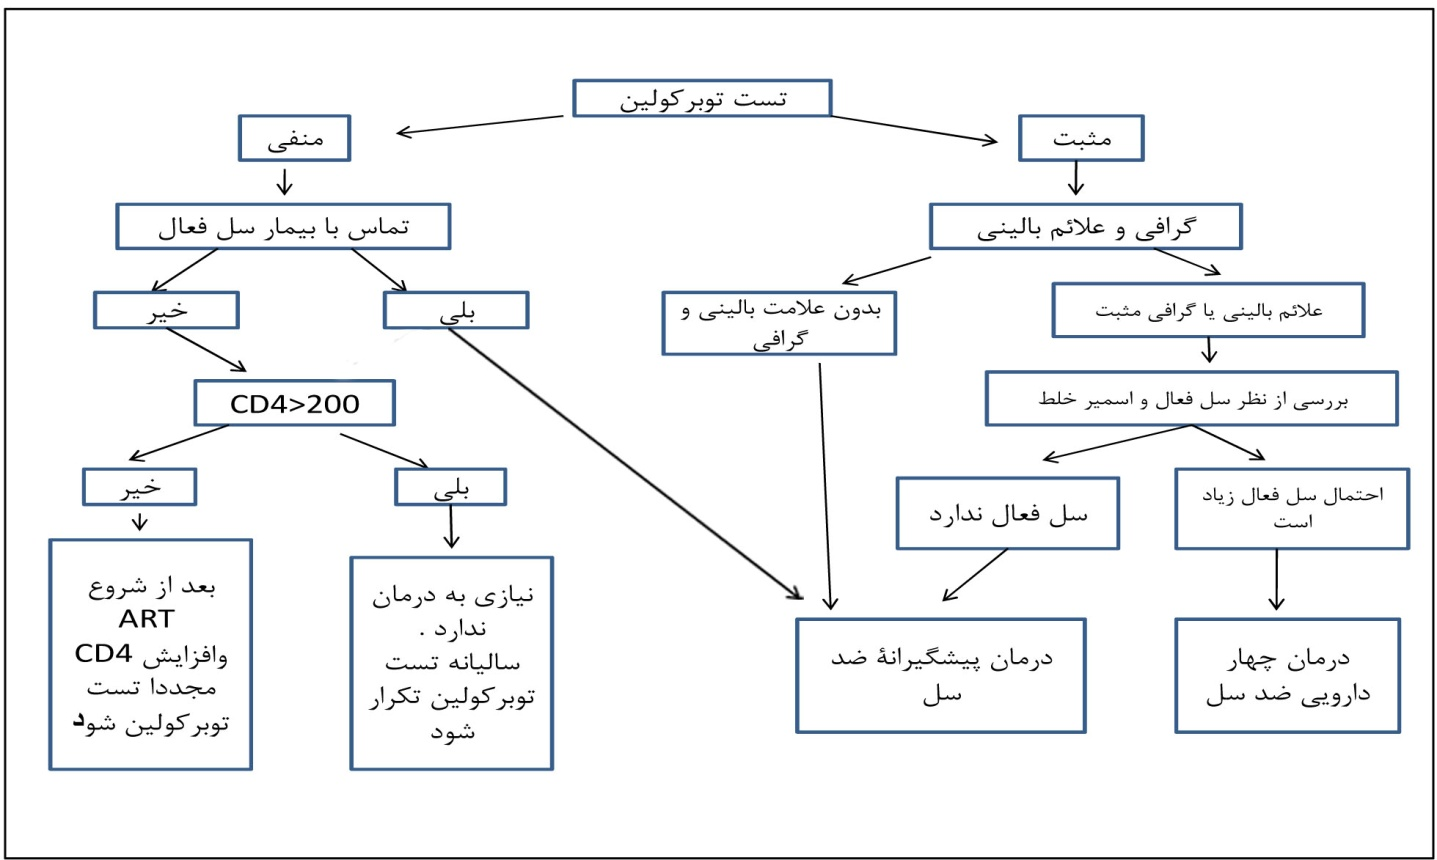 تست توبرکولین
مثبت
منفی
گرافی و علائم بالینی
تماس با بیمار سل فعال
علائم بالینی یا گرافی مثبت
بدون علامت بالینی و
گرافی
بلی
خیر
بررسی از نظر سل فعال و اسمیر خلط
CD4>200
احتمال سل فعال زیاد
است
سل فعال ندارد
بلی
خیر
درمان چهار
دارویی ضد سل
درمان پیشگیرانهٔ ضد
سل
نیازی به درمان
ندارد .
سالیانه تست
توبرکولین تکرار
شود
بعد از شروع
ART
وافزایش CD4
مجددا تست
توبرکولین شود